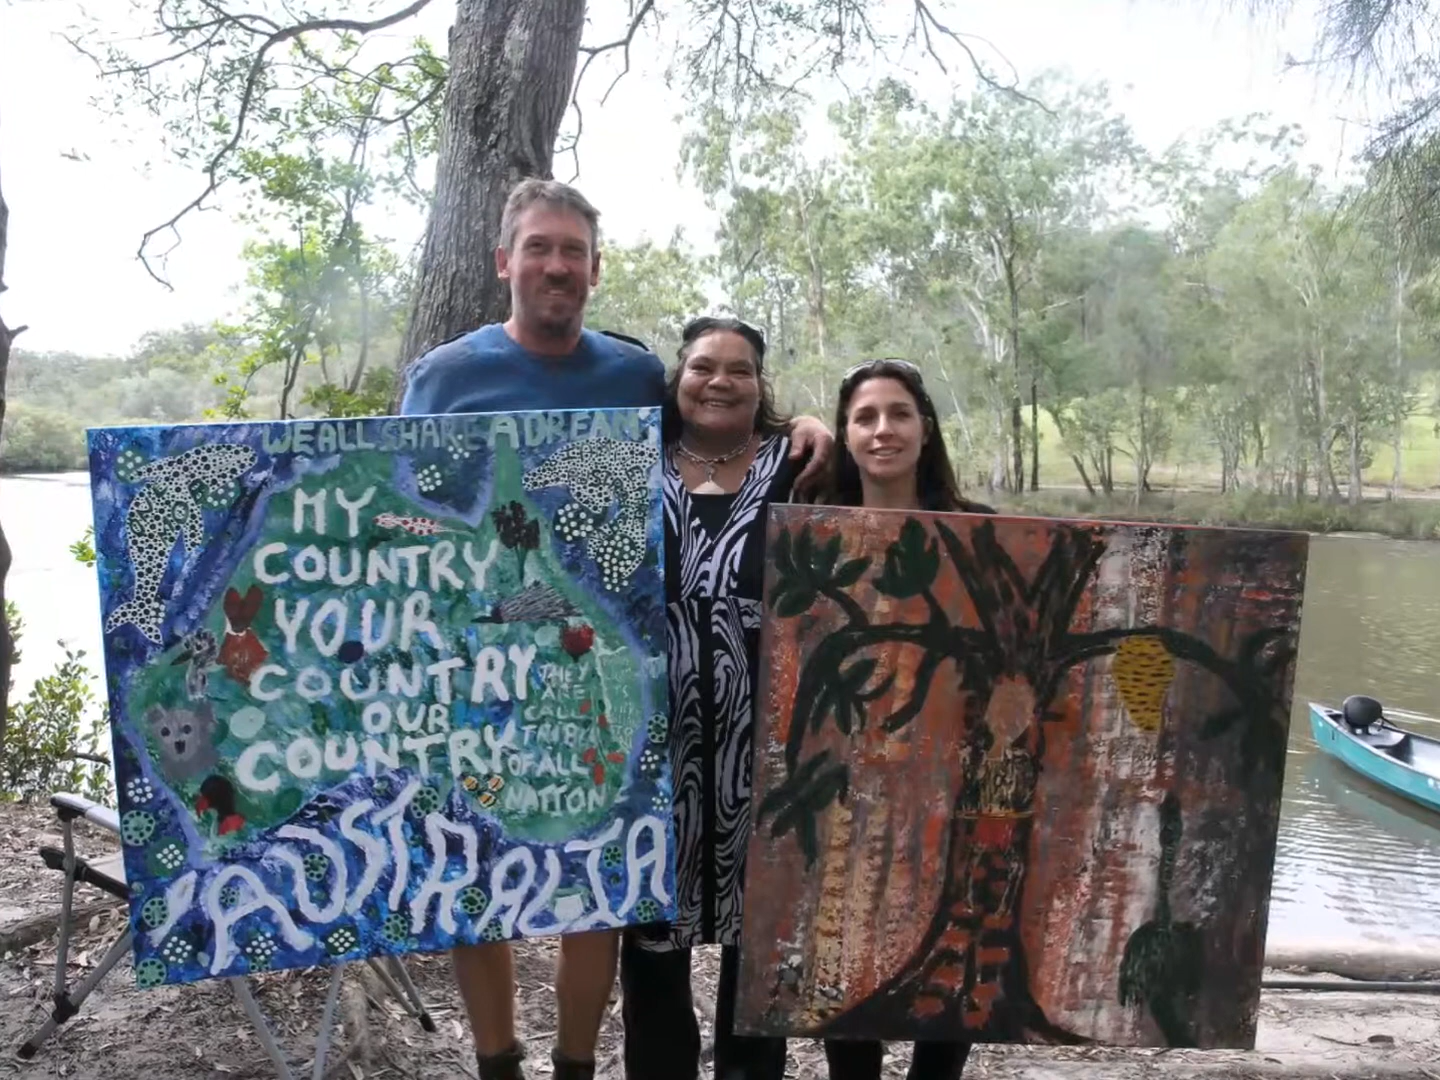 WE ALL SHARE A DREAM
MY
COUNTRY
YOUR
COUNTRY
OUR
COUNTRY
THEY
ARE
CALL
OF ALL
NATION
AUSTRALIA